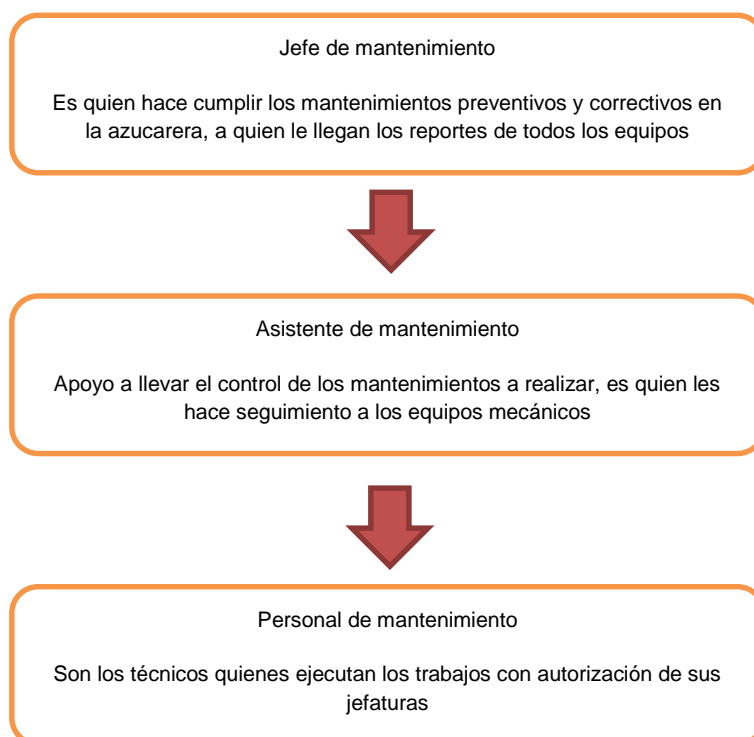 Jefe de mantenimiento
Es quien hace cumplir los mantenimientos preventivos y correctivos en
la azucarera, a quien le llegan los reportes de todos los equipos
Asistente de mantenimiento
Apoyo a llevar el control de los mantenimientos a realizar, es quien les
hace seguimiento a los equipos mecánicos
Personal de mantenimiento
Son los técnicos quienes ejecutan los trabajos con autorización de sus
jefaturas